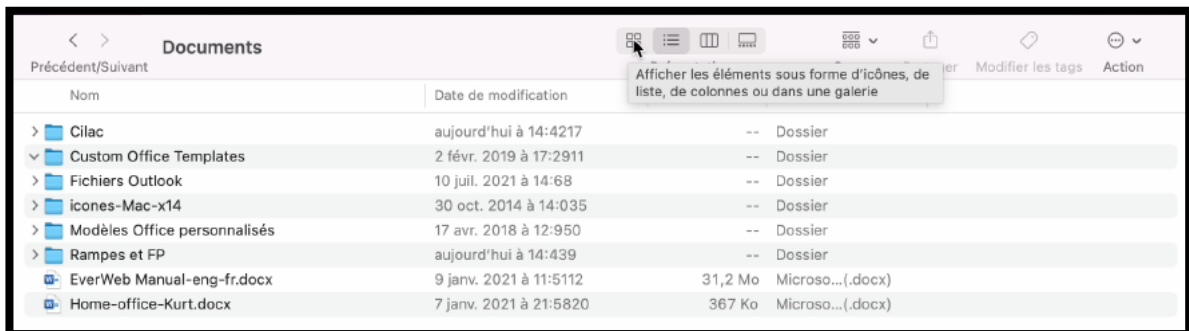 Documents
Précédent/Suivant
Modifier les tags
Action
Afficher les éléments sous forme d'icônes, de
liste, de colonnes ou dans une galerie
Nom Date de modification
Cilac aujourd'hui à 14:4217 -- Dossier
Custom Office Templates 2 févr. 2019 à 17:2911 -- Dossier
Fichiers Outlook 10 juil. 2021 à 14:68 -- Dossier
icones-Mac-x14 30 oct. 2014 à 14:035 -- Dossier
Modèles Office personnalisés 17 avr. 2018 à 12:950 -- Dossier
Rampes et FP aujourd'hui à 14:439 -- Dossier
EverWeb Manual-eng-fr.docx 9 janv. 2021 à 11:5112 31,2 Mo Microso...(.docx)
Home-office-Kurt.docx 7 janv. 2021 à 21:5820 367 Ko Microso...(.docx)